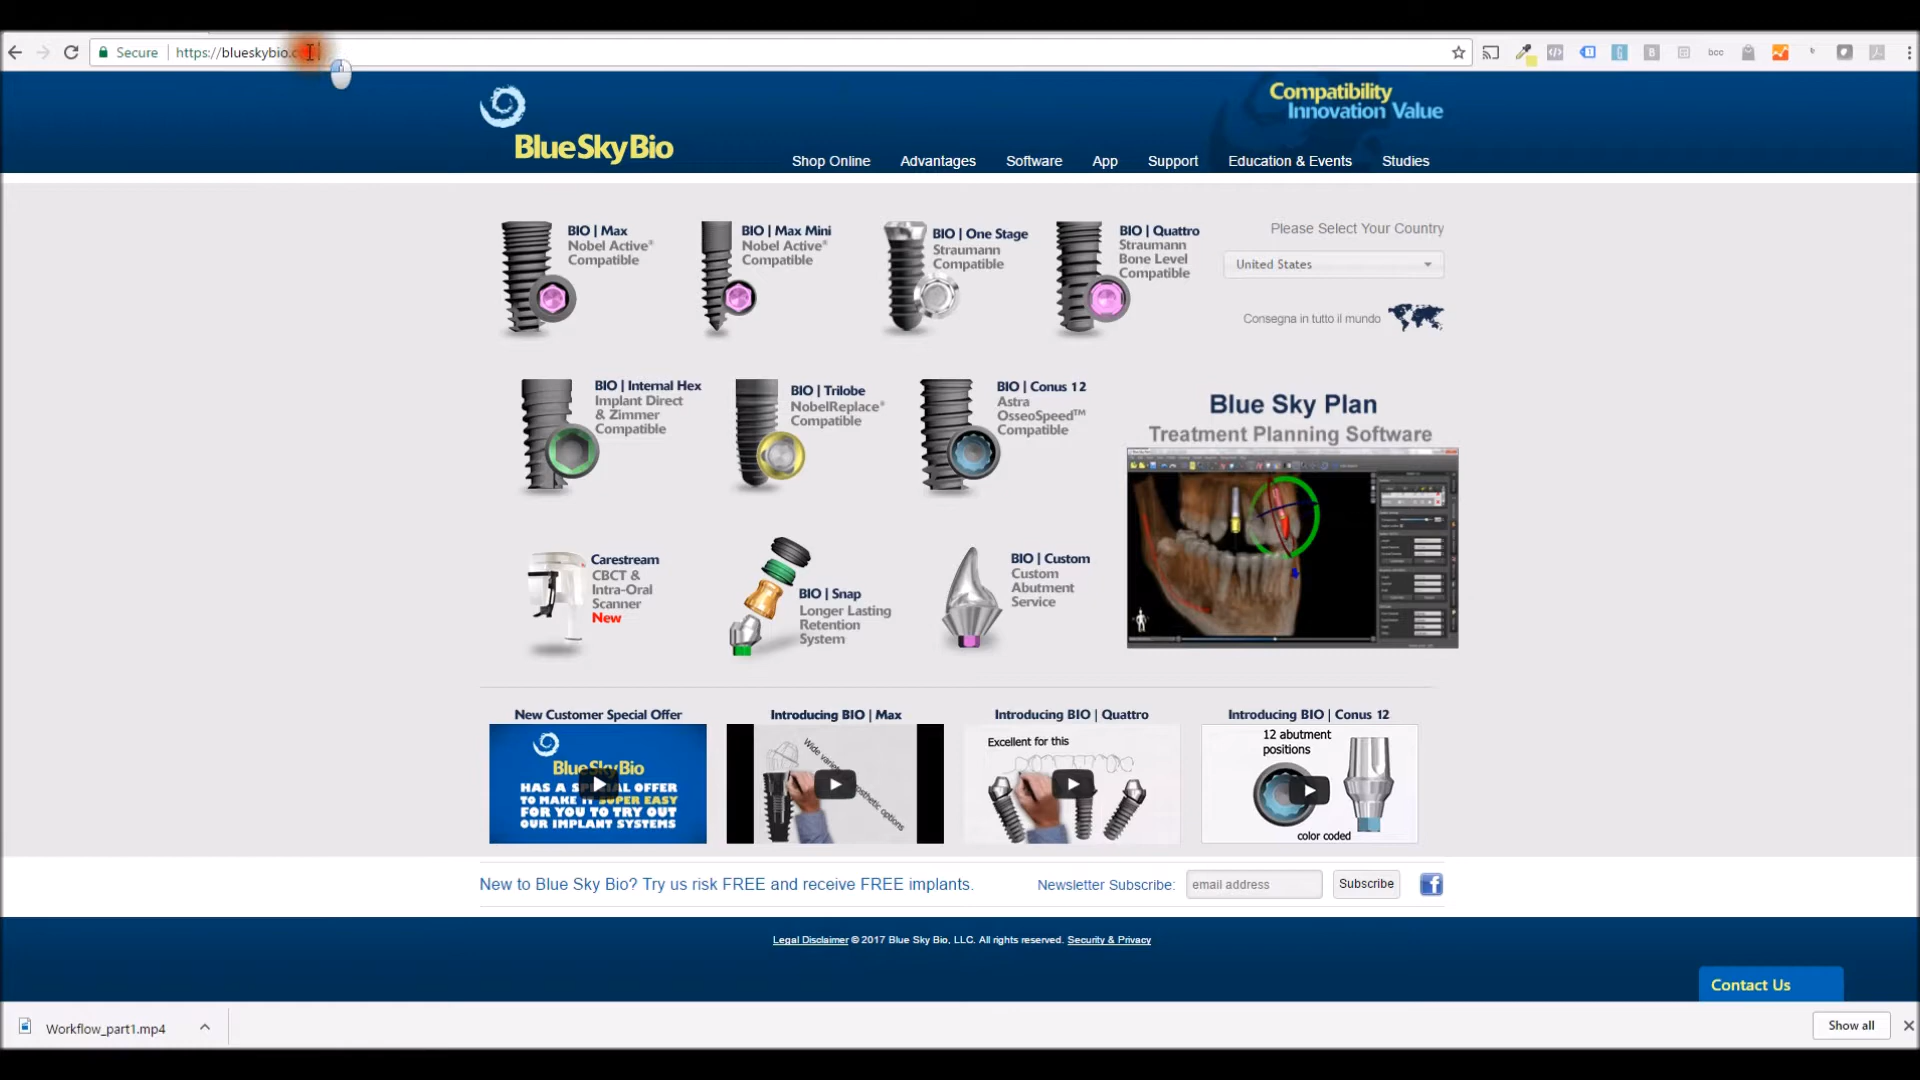 Secure
https://blueskybio.c
bcc
Compatibility
Innovation Value
BlueSkyBio
Shop Online
Advantages
Software
App
Support
Education & Events
Studies
BIO | Max
Nobel Active®
Compatible
BIO | Max Mini
Nobel Active®
Compatible
BIO | One Stage
Straumann
Compatible
BIO | Quattro
Straumann
Bone Level
Compatible
Please Select Your Country
United States
Consegna in tutto il mundo
BIO | Internal Hex
Implant Direct
& Zimmer
Compatible
BIO | Trilobe
NobelReplace®
Compatible
BIO | Conus 12
Astra
OsseoSpeed™
Compatible
Blue Sky Plan
Treatment Planning Software
Carestream
CBCT &
Intra-Oral
Scanner
New
BIO | Snap
Longer Lasting
Retention
System
BIO | Custom
Custom
Abutment
Service
New Customer Special Offer
BlueSkyBio
HAS A SPECIAL OFFER
TO MAKE IT SUPER EASY
FOR YOU TO TRY OUT
OUR IMPLANT SYSTEMS
Introducing BIO | Max
Introducing BIO | Quattro
Excellent for this
Introducing BIO | Conus 12
12 abutment
positions
color coded
New to Blue Sky Bio? Try us risk FREE and receive FREE implants.
Newsletter Subscribe:
email address
Subscribe
Legal Disclaimer © 2017 Blue Sky Bio, LLC. All rights reserved. Security & Privacy
Contact Us
Workflow_part1.mp4
Show all